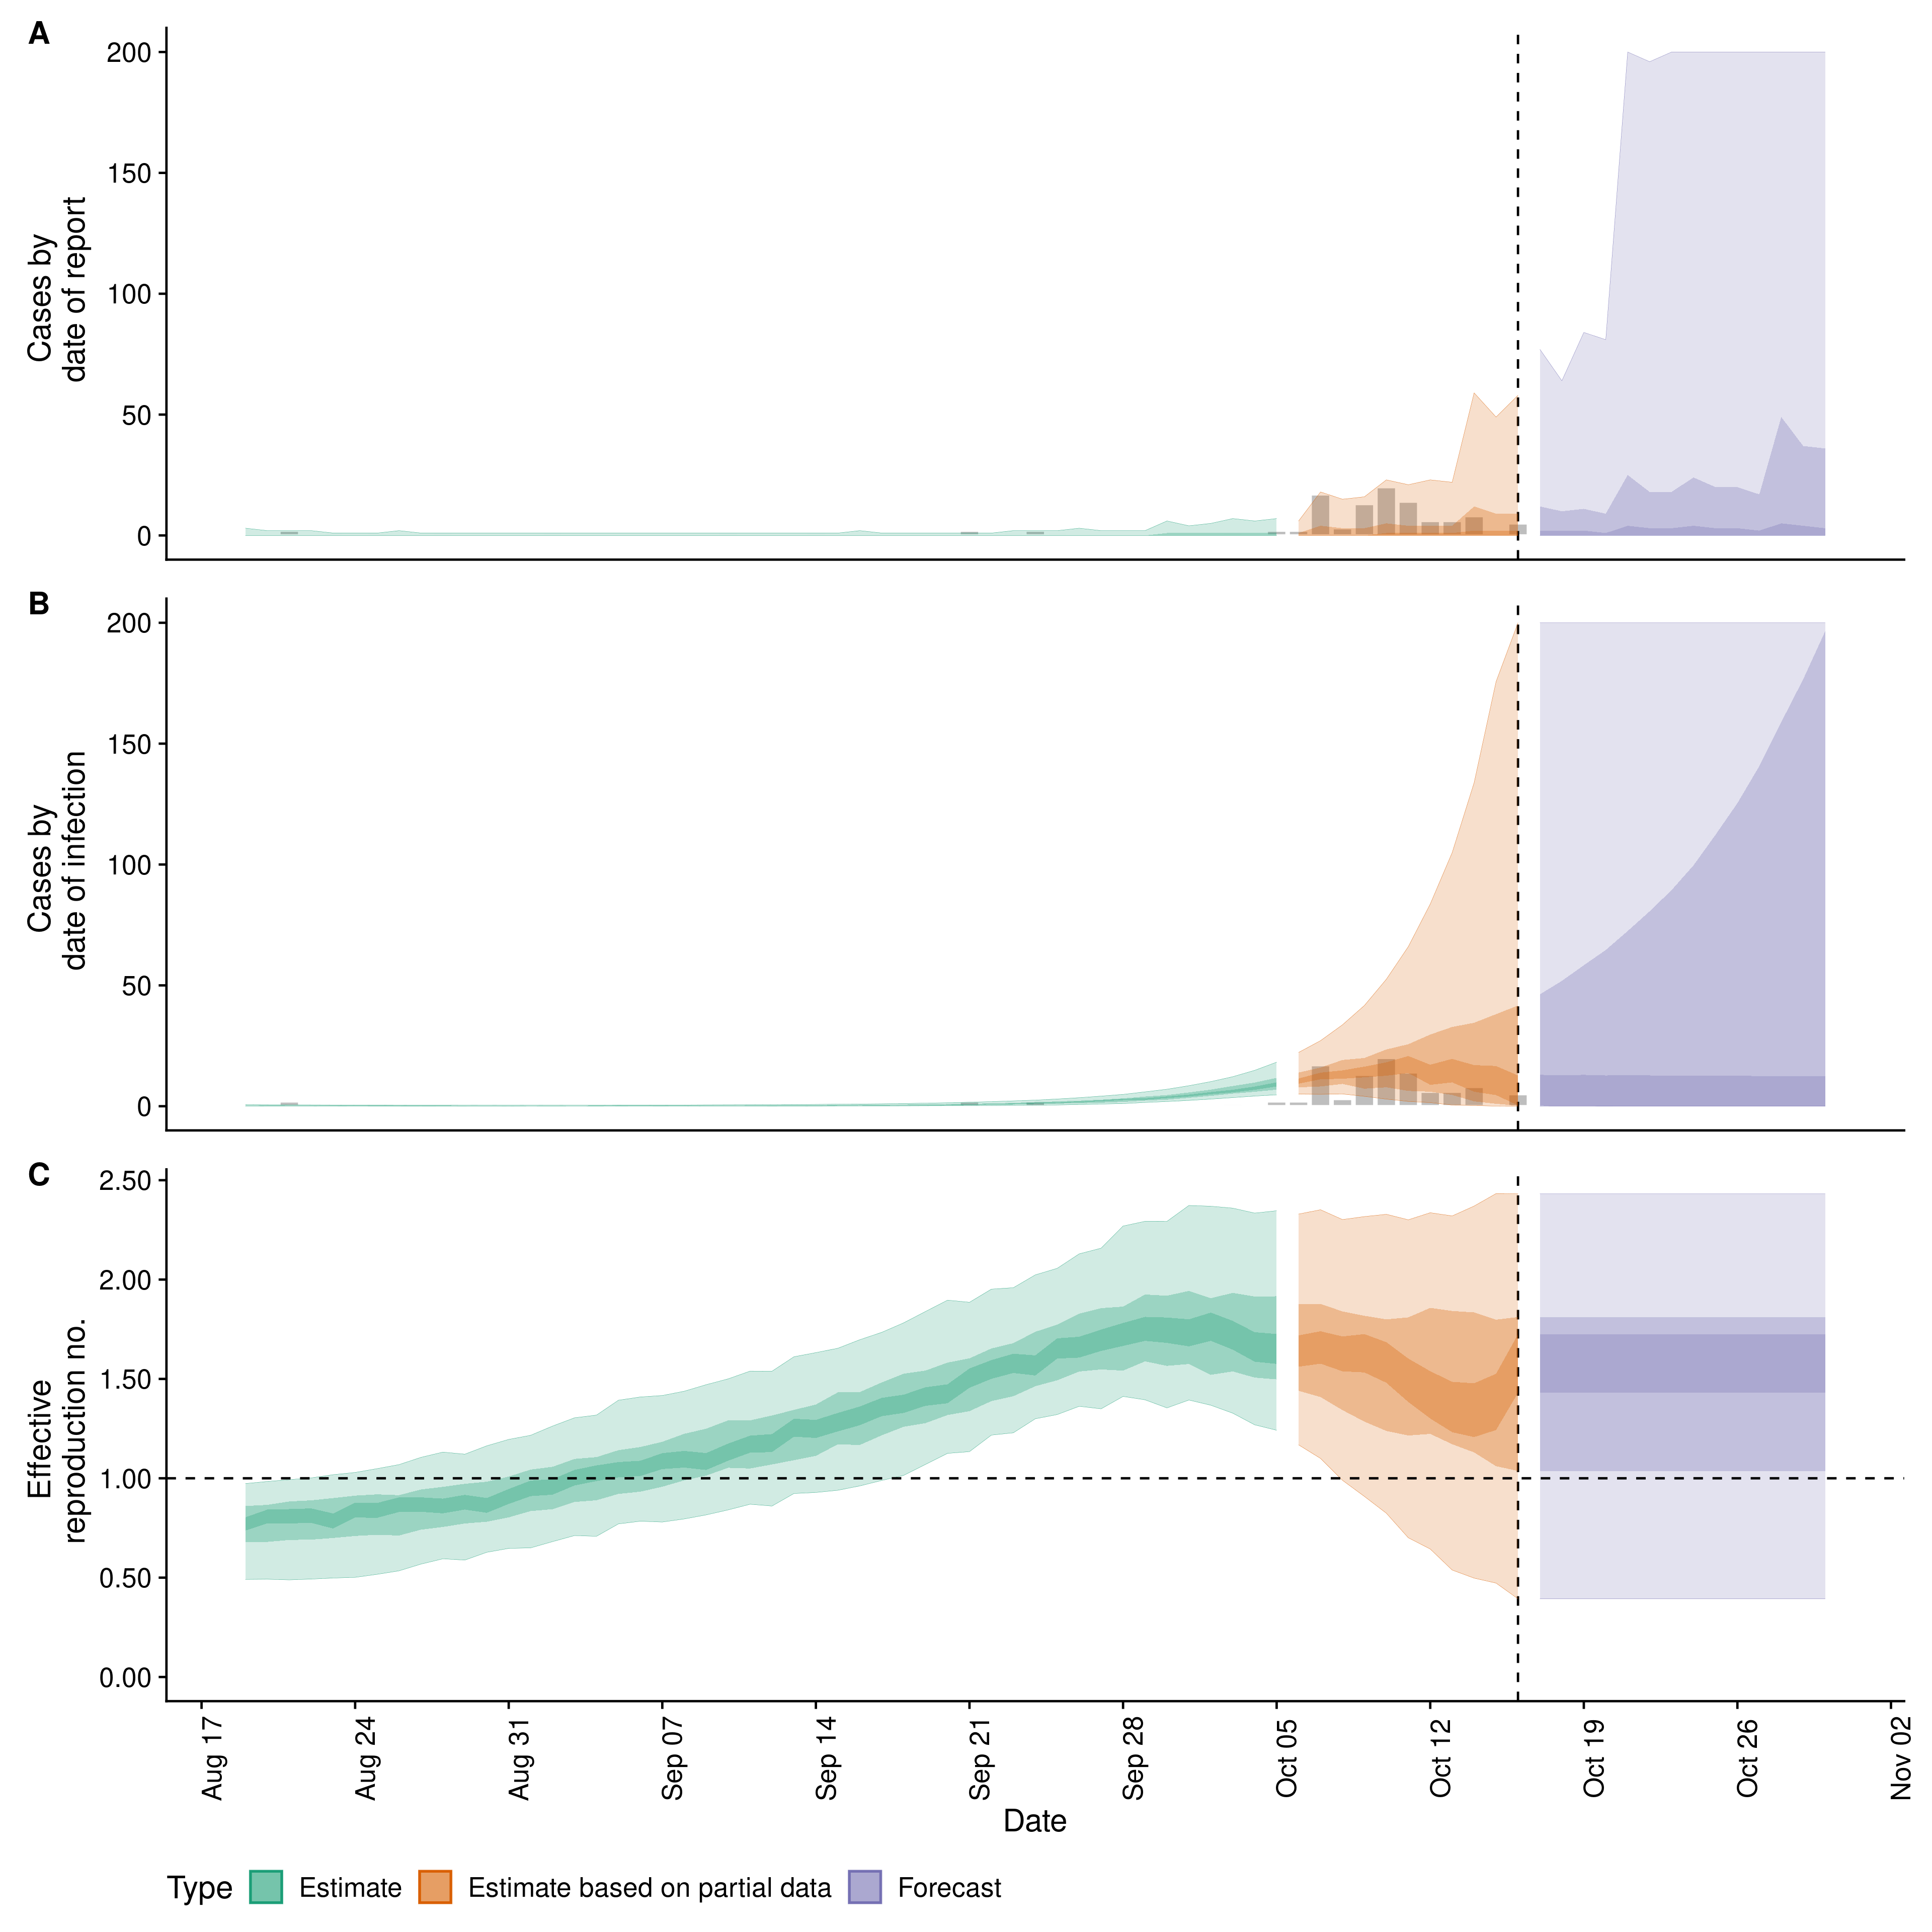 A
200
150
100
50
0
Cases by
date of report
B
200
150
100
50
0
Cases by
date of infection
C
2.50
2.00
1.50
1.00
0.50
0.00
Effective
reproduction no.
Aug 17
Aug 24
Aug 31
Sep 07
Sep 14
Sep 21
Sep 28
Oct 05
Oct 12
Oct 19
Oct 26
Nov 02
Date
Type Estimate Estimate based on partial data Forecast